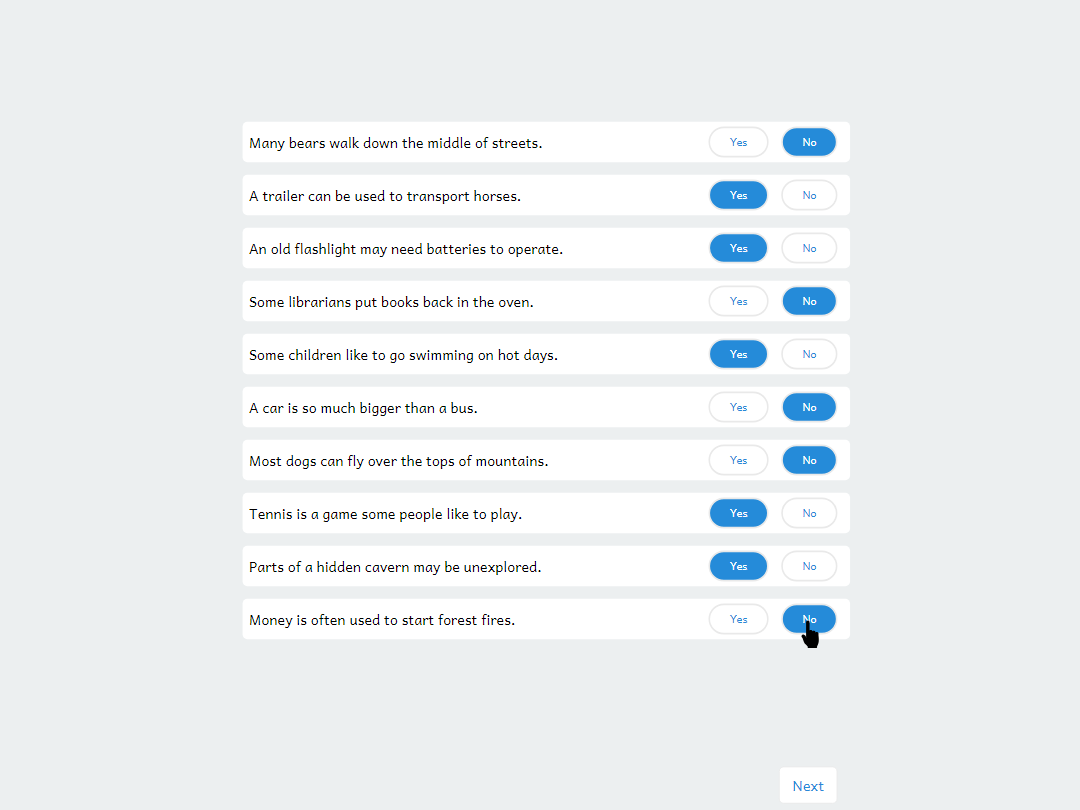 Many bears walk down the middle of streets. Yes No
A trailer can be used to transport horses. Yes No
An old flashlight may need batteries to operate. Yes No
Some librarians put books back in the oven. Yes No
Some children like to go swimming on hot days. Yes No
A car is so much bigger than a bus. Yes No
Most dogs can fly over the tops of mountains. Yes No
Tennis is a game some people like to play. Yes No
Parts of a hidden cavern may be unexplored. Yes No
Money is often used to start forest fires. Yes No
Next